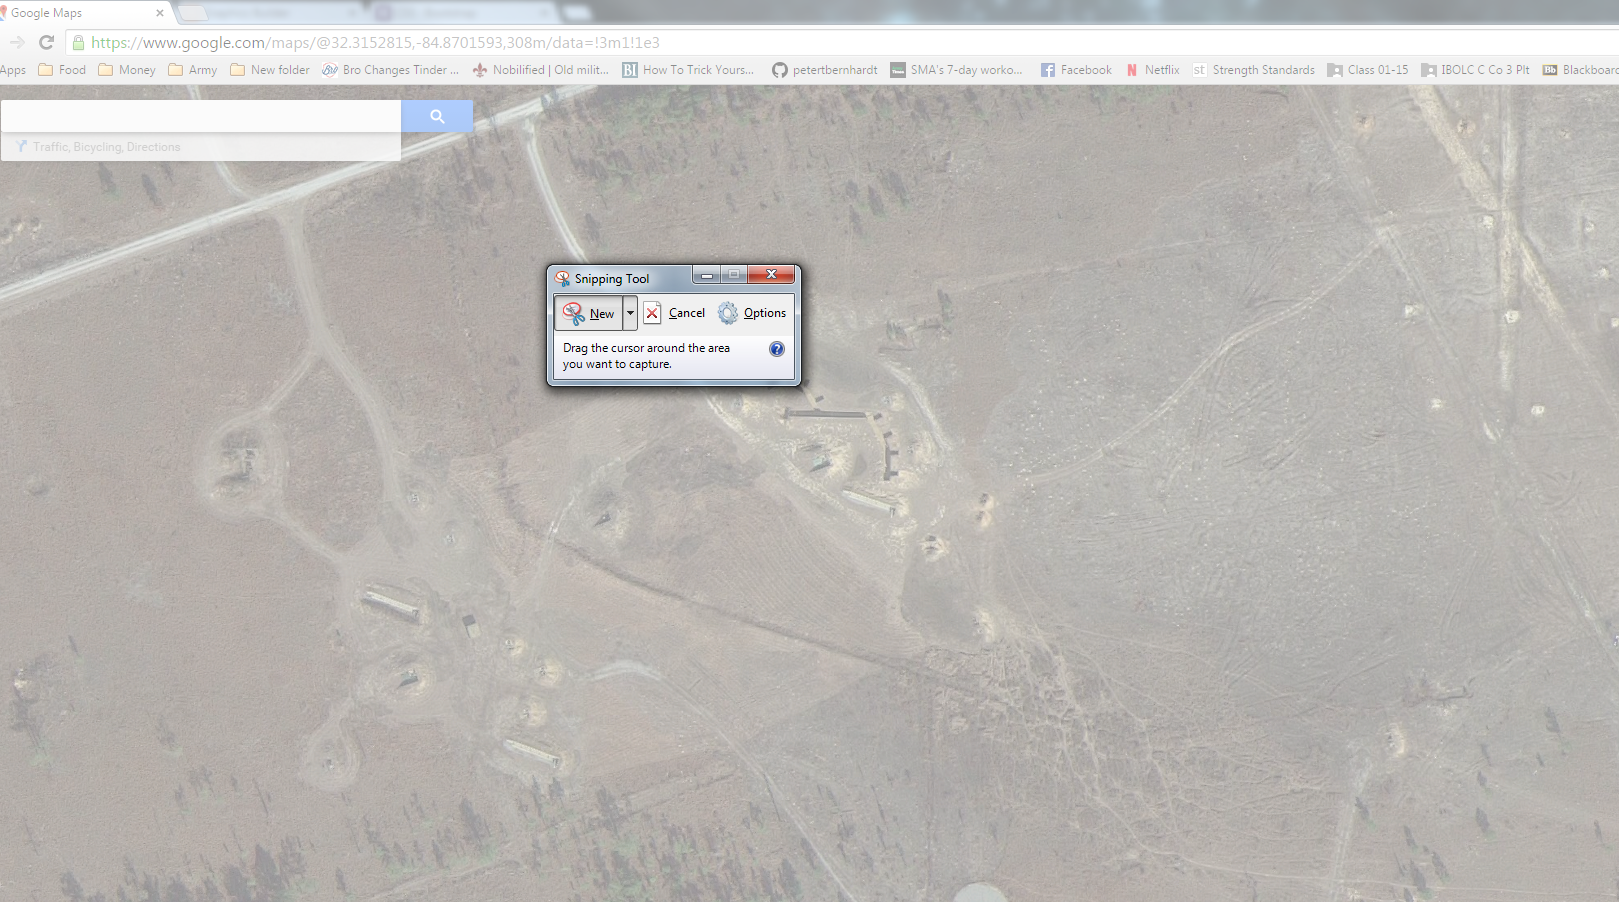 Google Maps
https://www.google.com/maps/@32.3152815,-84.8701593,308m/data=!3m1!1e3
Apps Food Money Army New folder Bro Changes Tinder ... Nobilified | Old milit... How To Trick Yours... petertbernhardt SMA's 7-day worko... Facebook Netflix Strength Standards Class 01-15 IBOLC C Co 3 Plt Blackboard
Traffic, Bicycling, Directions
Snipping Tool
New Cancel Options
Drag the cursor around the area
you want to capture.